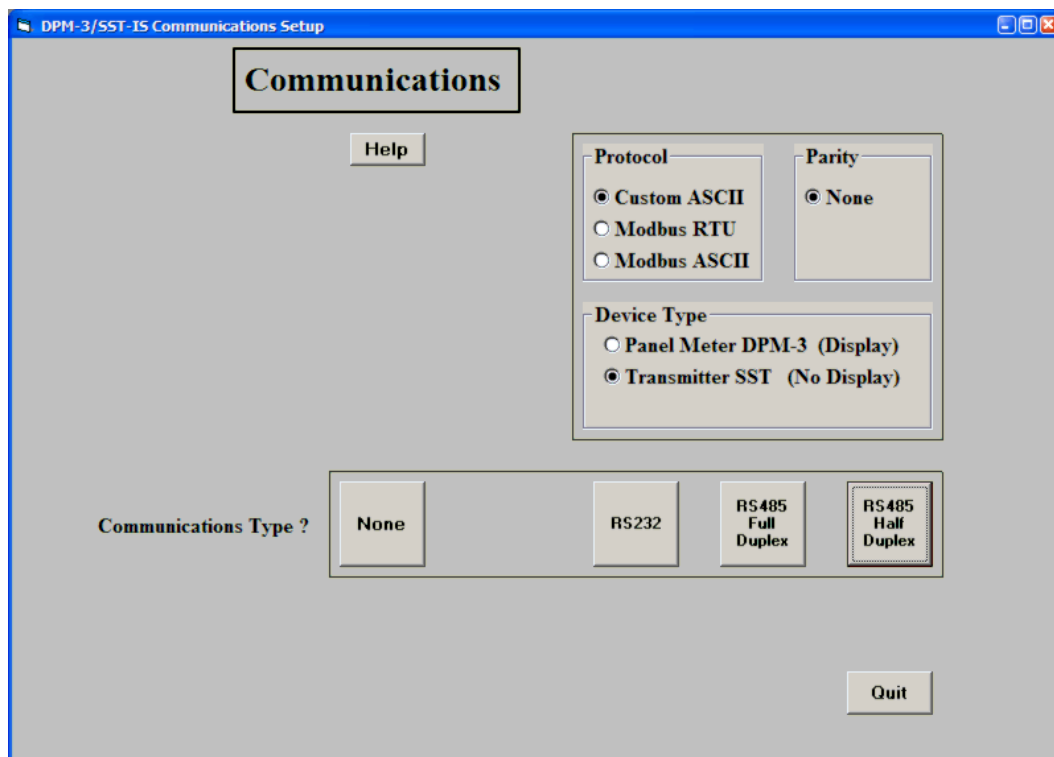 DPM-3/SST-IS Communications Setup
Communications
Help
Protocol
Custom ASCII
Modbus RTU
Modbus ASCII
Parity
None
Device Type
Panel Meter DPM-3 (Display)
Transmitter SST (No Display)
Communications Type ?
None
RS232
RS485
Full
Duplex
RS485
Half
Duplex
Quit